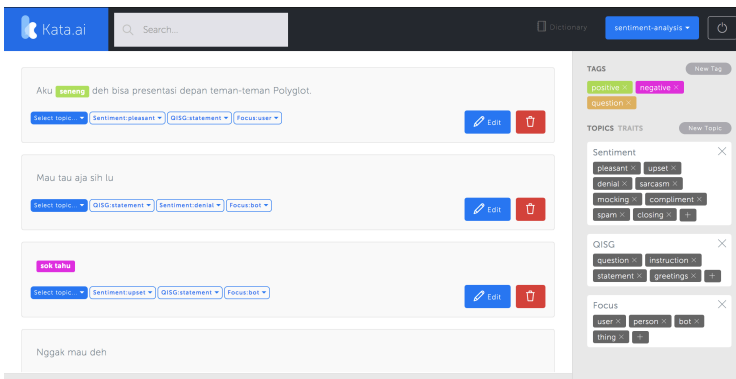 Kata.ai Search... Dictionary sentiment-analysis
Aku seneng deh bisa presentasi depan teman-teman Polyglot.
Select topic... Sentiment:pleasant QISG:statement Focus:user Edit
Mau tau aja sih lu
Select topic... QISG:statement Sentiment:denial Focus:bot Edit
sok tahu
Select topic... Sentiment:upset QISG:statement Focus:bot Edit
Nggak mau deh
TAGS New Tag
positive × negative ×
question ×
TOPICS TRAITS New Topic
Sentiment ×
pleasant × upset ×
denial × sarcasm ×
mocking × compliment ×
spam × closing × +
QISG ×
question × instruction ×
statement × greetings × +
Focus ×
user × person × bot ×
thing × +